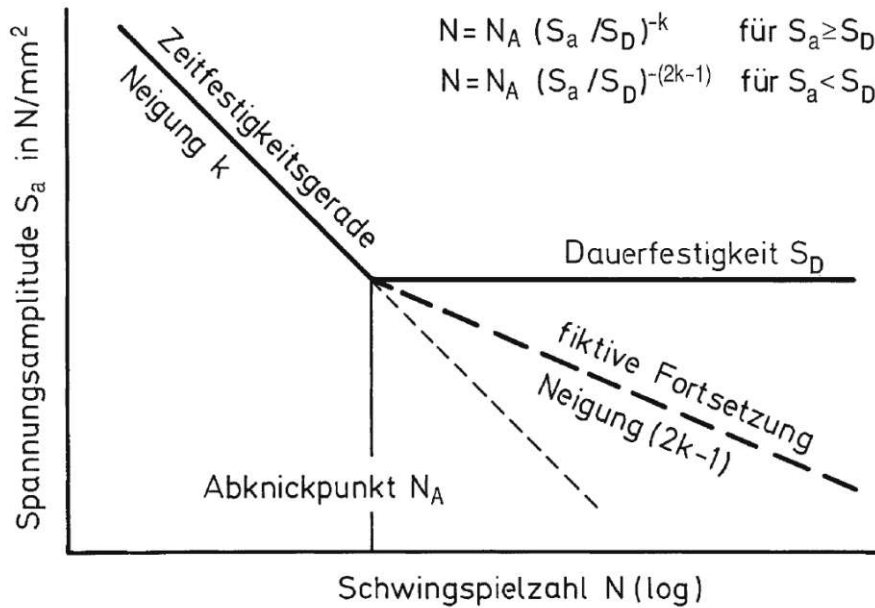 N = N_A (S_a /S_D)^-k für S_a ≥ S_D
N = N_A (S_a /S_D)^-(2k-1) für S_a < S_D
Spannungsamplitude S_a in N/mm²
Zeitfestigkeitsgerade
Neigung k
Dauerfestigkeit S_D
fiktive Fortsetzung
Neigung (2k-1)
Abknickpunkt N_A
Schwingspielzahl N (log)